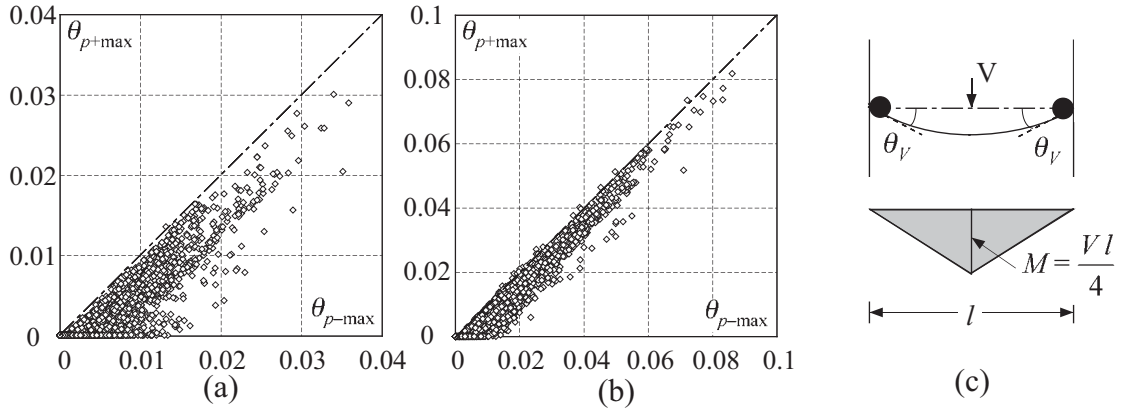 0.04
θp+max
0.03
0.02
0.01
θp−max
0
0 0.01 0.02 0.03 0.04
(a)
0.1
θp+max
0.08
0.06
0.04
0.02
θp−max
0
0 0.02 0.04 0.06 0.08 0.1
(b)
V
θV θV
M = Vl/4
l
(c)